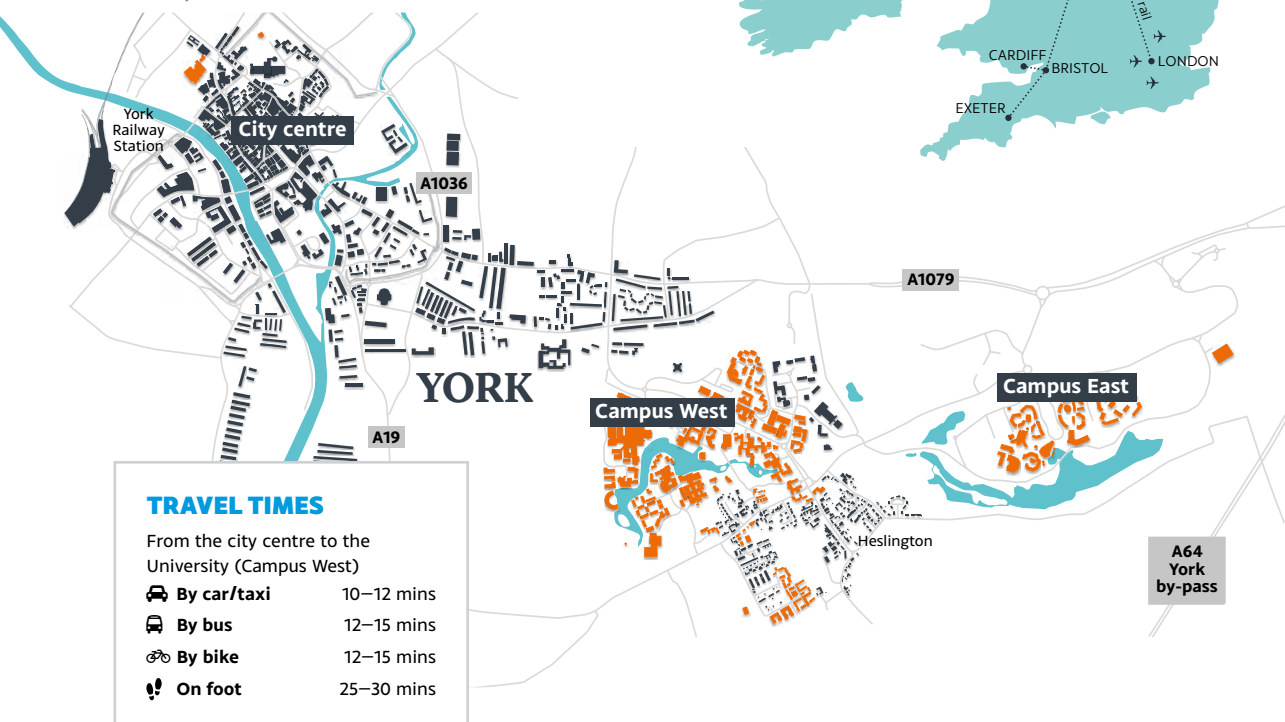 rail
CARDIFF
BRISTOL
LONDON
EXETER
York
Railway
Station
City centre
A1036
A1079
YORK
Campus West
Campus East
A19
Heslington
A64
York
by-pass
TRAVEL TIMES
From the city centre to the
University (Campus West)
By car/taxi 10–12 mins
By bus 12–15 mins
By bike 12–15 mins
On foot 25–30 mins